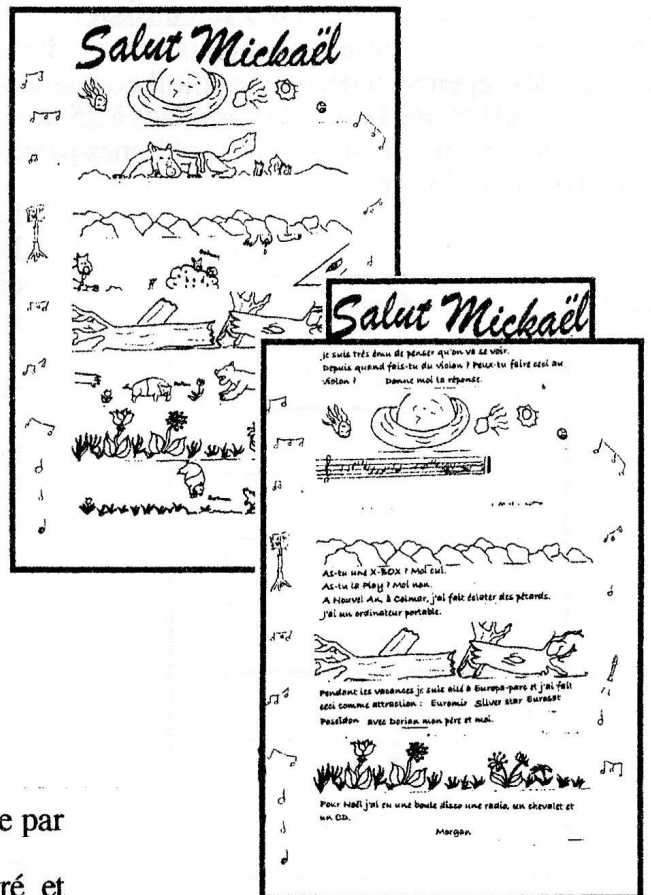 Salut Mickaël
Salut Mickaël
je suis très ému de penser qu'on va se voir.
Depuis quand fais-tu du violon ? Peux-tu faire ceci au
violon ? Donne moi la réponse.
As-tu une X-BOX ? Moi oui.
As-tu la Play ? Moi non.
A Nouvel An, à Colmar, j'ai fait éclater des pétards.
J'ai un ordinateur portable.
Pendant les vacances je suis allé à Europa-parc et j'ai fait
ceci comme attraction : Euromir Silver star Eurosat
Poseidon avec Dorian mon père et moi.
Pour Noël j'ai eu une boule disco une radio, un chevalet et
un CD.
Morgan
e par
ré et